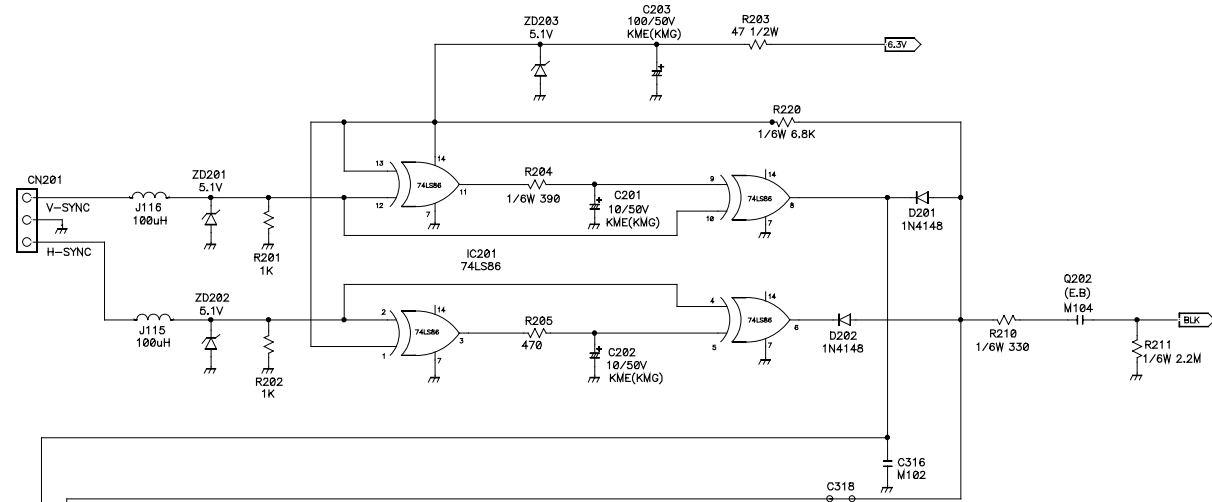 C203
100/50V
KME(KMG)
ZD203
5.1V
R203
47 1/2W
6.3V
R220
1/6W 6.8K
CN201
V-SYNC
H-SYNC
J116
100uH
ZD201
5.1V
R201
1K
13
12
14
74LS86
11
7
R204
1/6W 390
C201
10/50V
KME(KMG)
9
10
14
74LS86
8
7
D201
1N4148
IC201
74LS86
J115
100uH
ZD202
5.1V
R202
1K
2
1
14
74LS86
3
7
R205
470
C202
10/50V
KME(KMG)
4
5
14
74LS86
6
7
D202
1N4148
Q202
(E.B)
M104
R210
1/6W 330
BLK
R211
1/6W 2.2M
C316
M102
C318